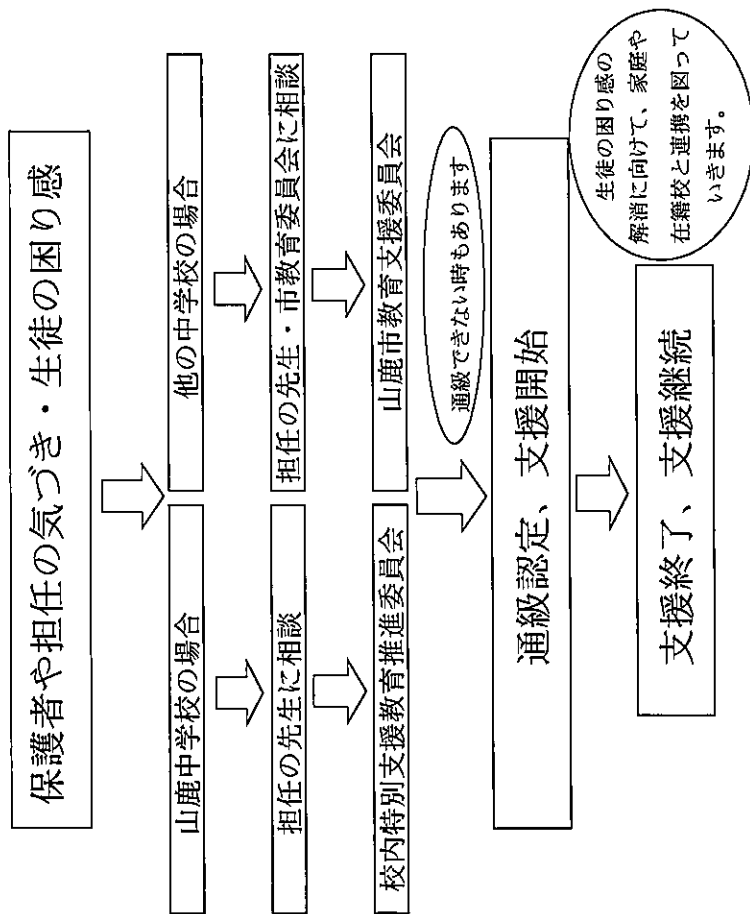 保護者や担任の気づき・生徒の困り感
山鹿中学校の場合
他の中学校の場合
担任の先生に相談
担任の先生・市教育委員会に相談
校内特別支援教育推進委員会
山鹿市教育支援委員会
通級できない時もあります
通級認定、支援開始
支援終了、支援継続
生徒の困り感の
解消に向けて、家庭や
在籍校と連携を図って
いきます。